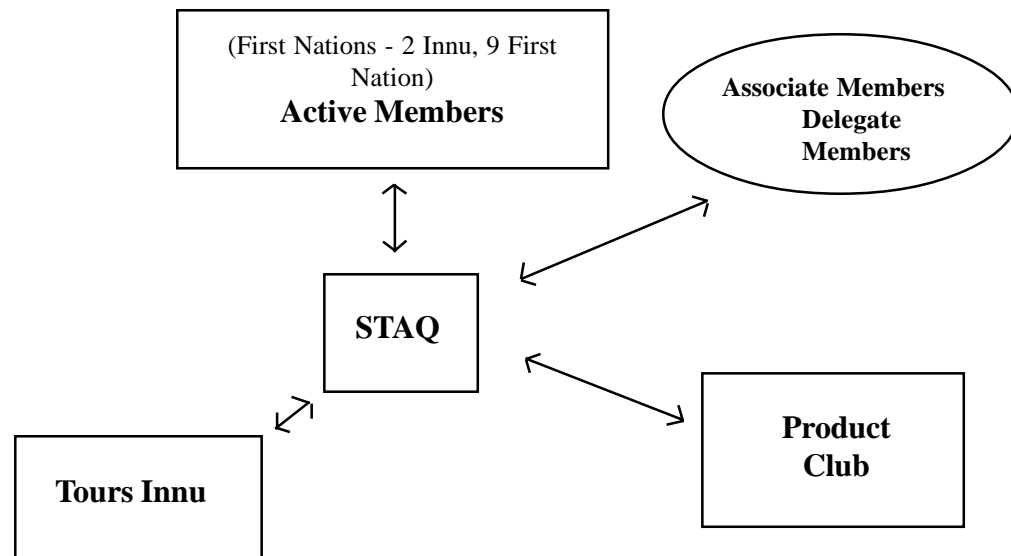 (First Nations - 2 Innu, 9 First
Nation)
Active Members
Associate Members
Delegate
Members
STAQ
Product
Club
Tours Innu